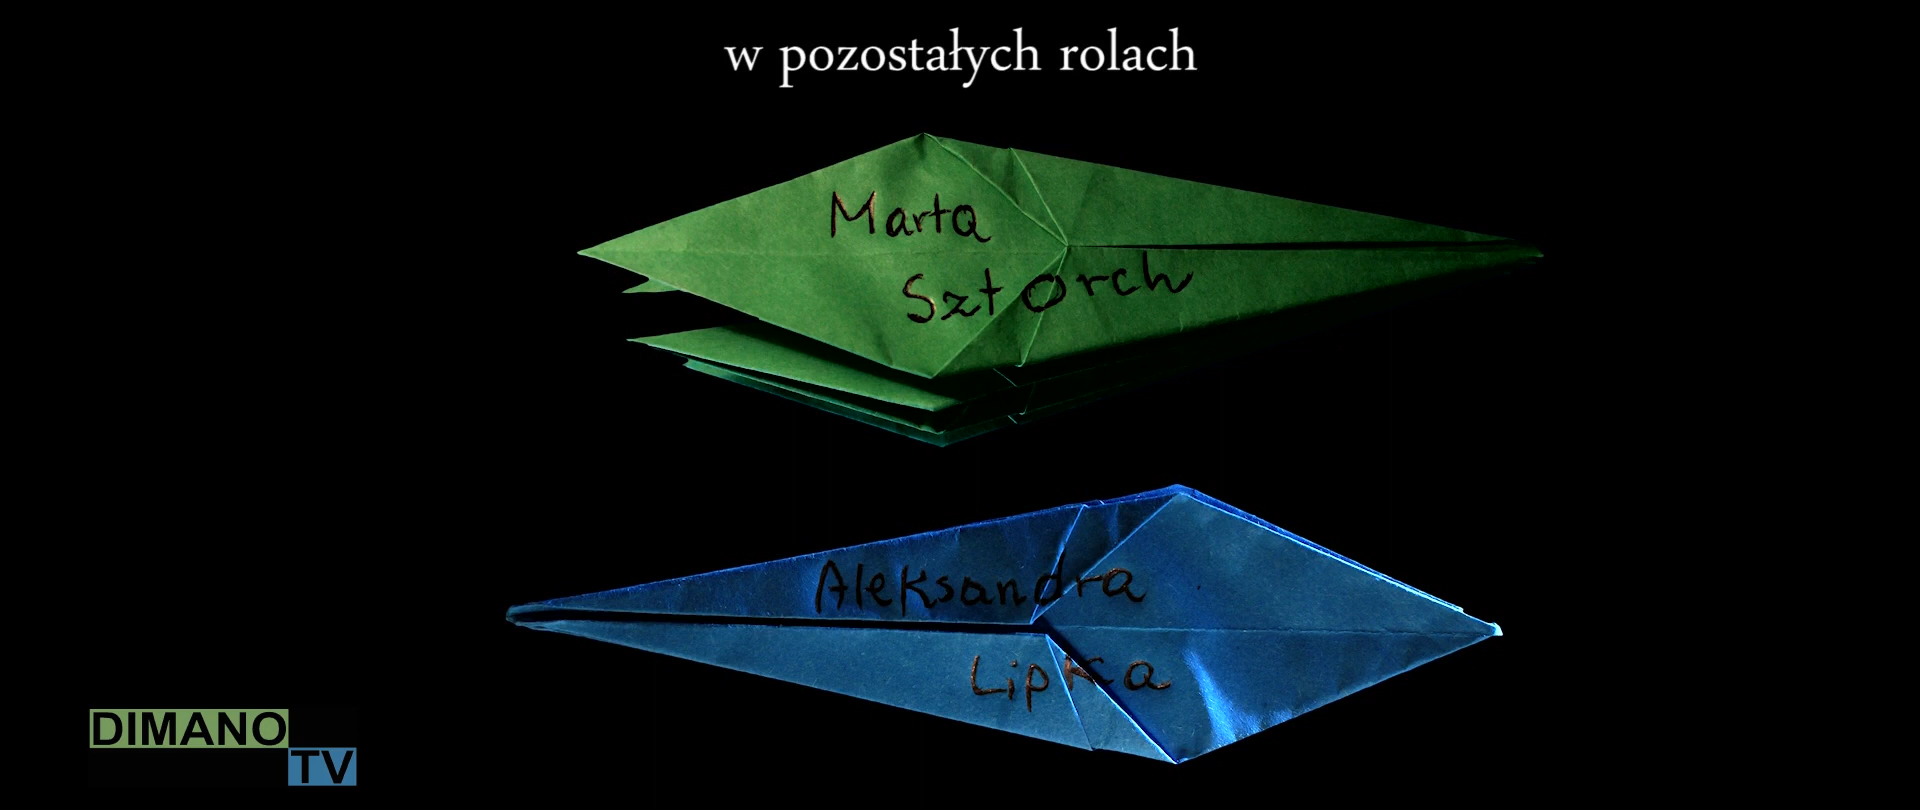 w pozostałych rolach
Marta
Sztorch
Aleksandra
Lipka
DIMANO
TV